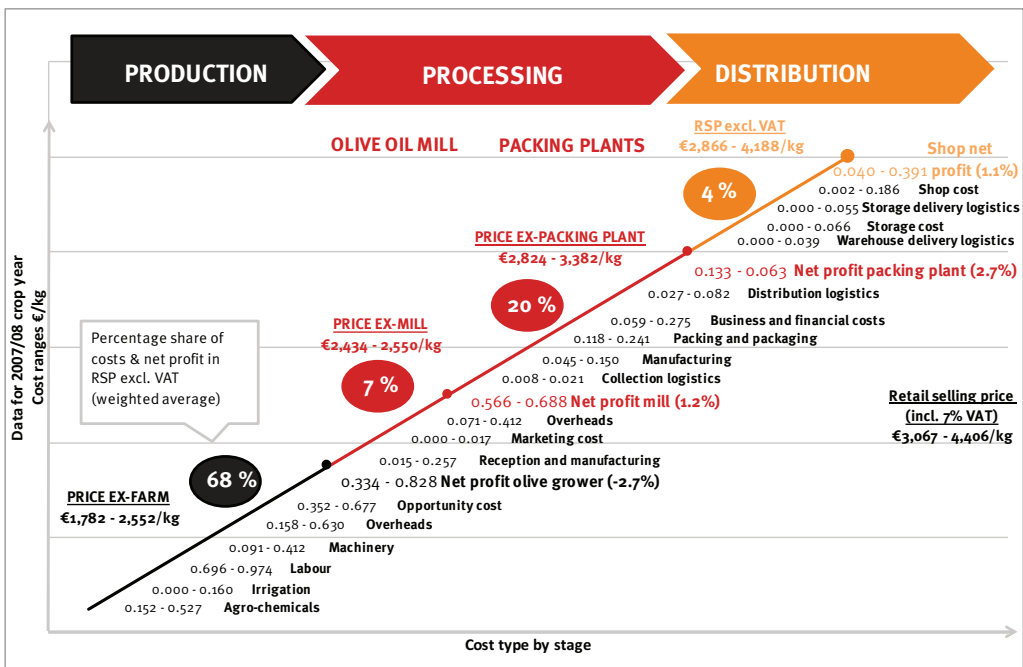 PRODUCTION
PROCESSING
DISTRIBUTION
OLIVE OIL MILL
PACKING PLANTS
RSP excl. VAT
€2,866 - 4,188/kg
4 %
Shop net
0.040 - 0.391 profit (1.1%)
0.002 - 0.186 Shop cost
0.000 - 0.055 Storage delivery logistics
0.000 - 0.066 Storage cost
0.000 - 0.039 Warehouse delivery logistics
PRICE EX-PACKING PLANT
€2,824 - 3,382/kg
20 %
0.133 - 0.063 Net profit packing plant (2.7%)
0.027 - 0.082 Distribution logistics
0.059 - 0.275 Business and financial costs
0.118 - 0.241 Packing and packaging
0.045 - 0.150 Manufacturing
0.008 - 0.021 Collection logistics
PRICE EX-MILL
€2,434 - 2,550/kg
7 %
0.566 - 0.688 Net profit mill (1.2%)
0.071 - 0.412 Overheads
0.000 - 0.017 Marketing cost
0.015 - 0.257 Reception and manufacturing
Percentage share of
costs & net profit in
RSP excl. VAT
(weighted average)
68 %
PRICE EX-FARM
€1,782 - 2,552/kg
0.334 - 0.828 Net profit olive grower (-2.7%)
0.352 - 0.677 Opportunity cost
0.158 - 0.630 Overheads
0.091 - 0.412 Machinery
0.696 - 0.974 Labour
0.000 - 0.160 Irrigation
0.152 - 0.527 Agro-chemicals
Retail selling price
(incl. 7% VAT)
€3,067 - 4,406/kg
Data for 2007/08 crop year
Cost ranges €/kg
Cost type by stage